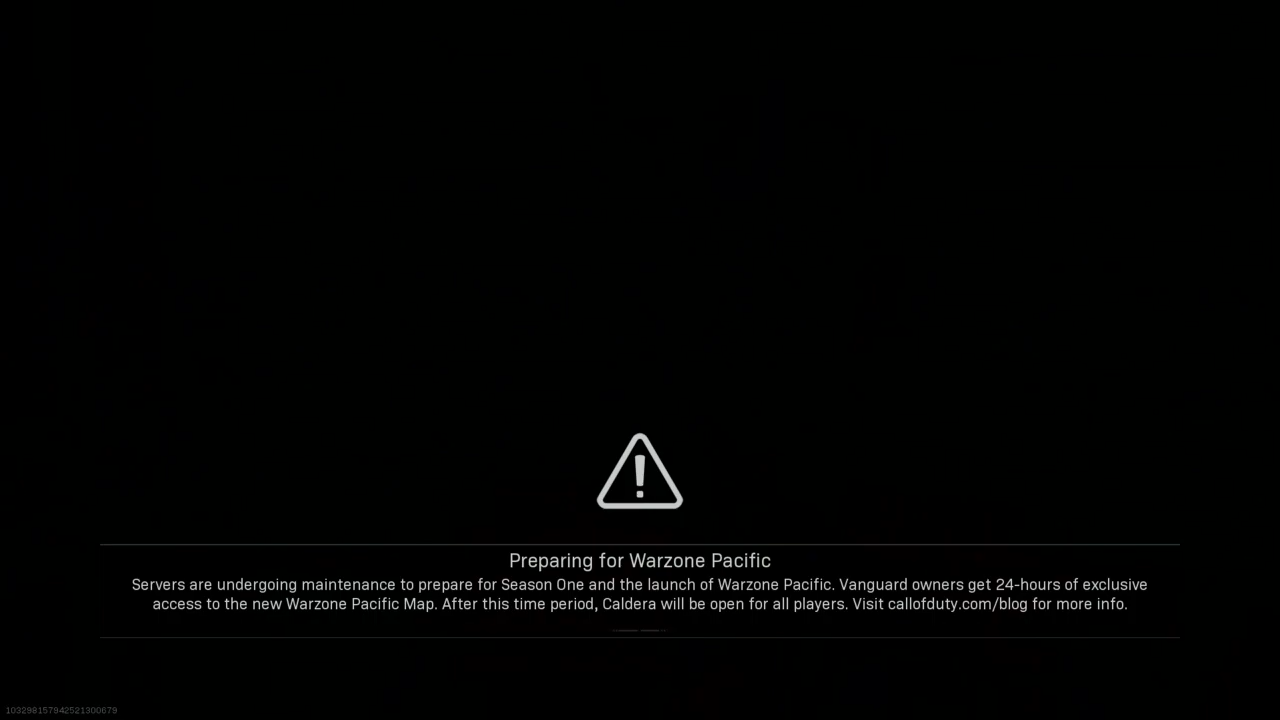 Preparing for Warzone Pacific
Servers are undergoing maintenance to prepare for Season One and the launch of Warzone Pacific. Vanguard owners get 24-hours of exclusive
access to the new Warzone Pacific Map. After this time period, Caldera will be open for all players. Visit callofduty.com/blog for more info.
10329815794252130​0679